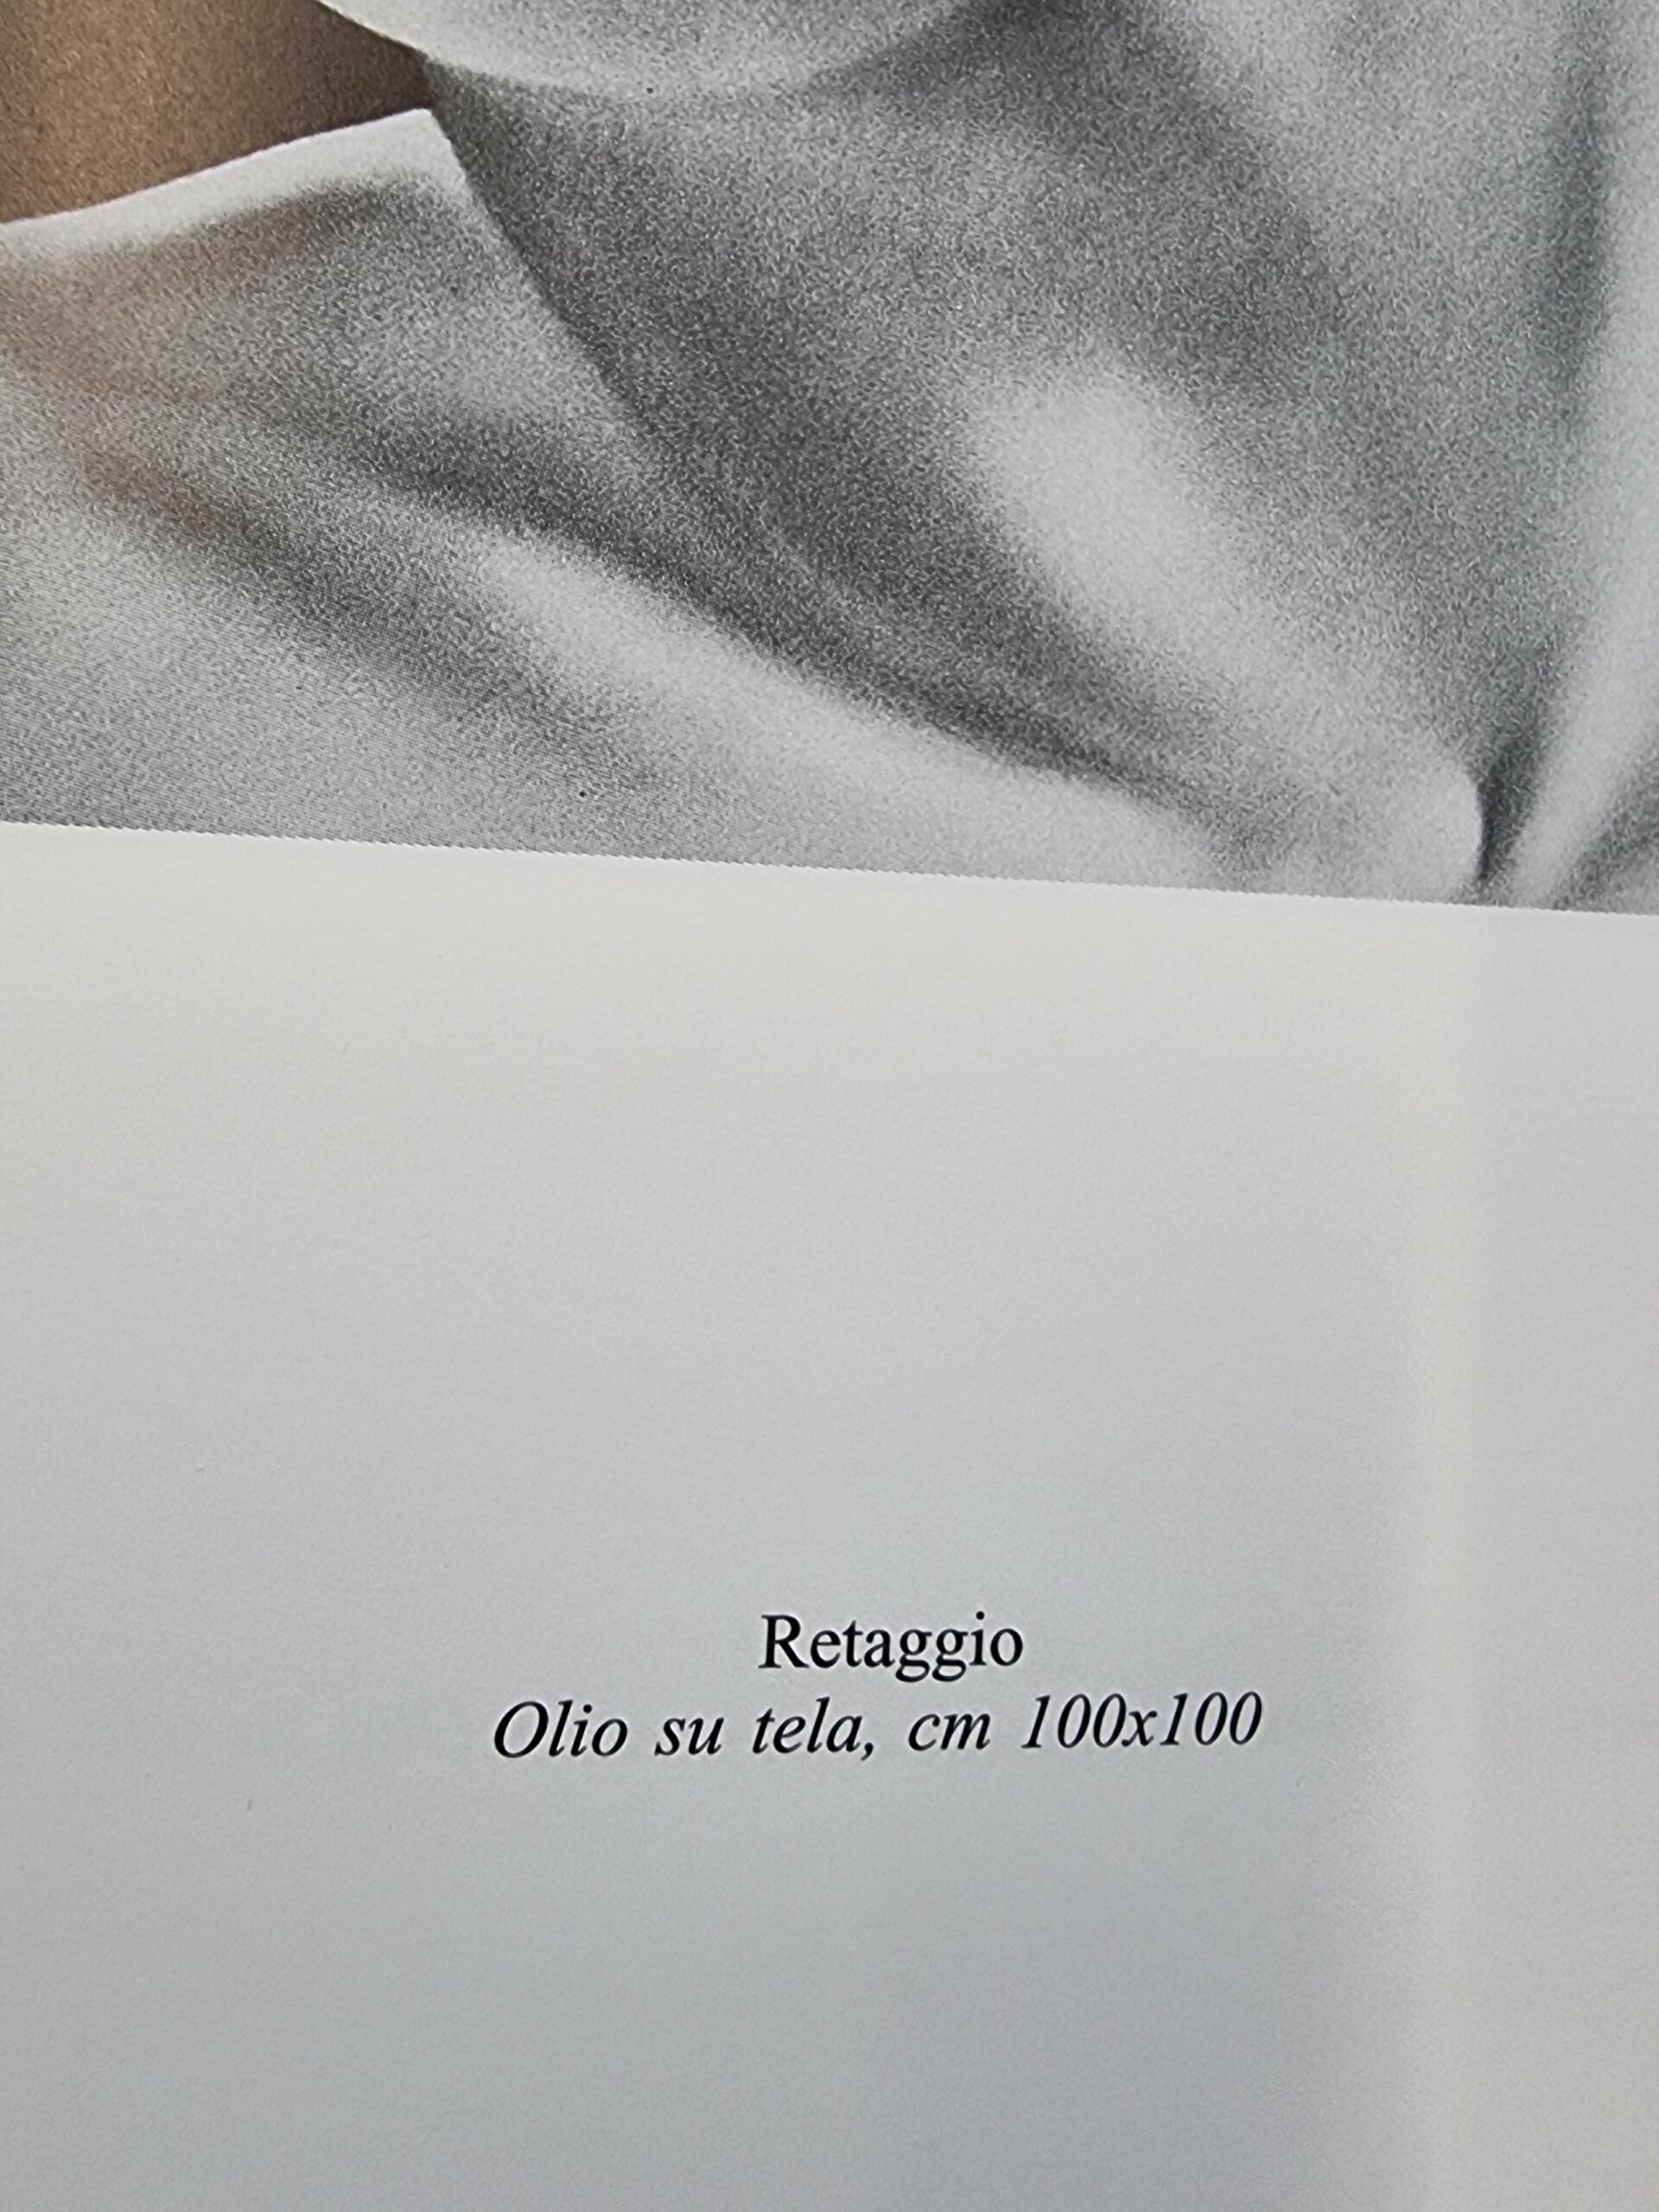 Retaggio
Olio su tela, cm 100x100